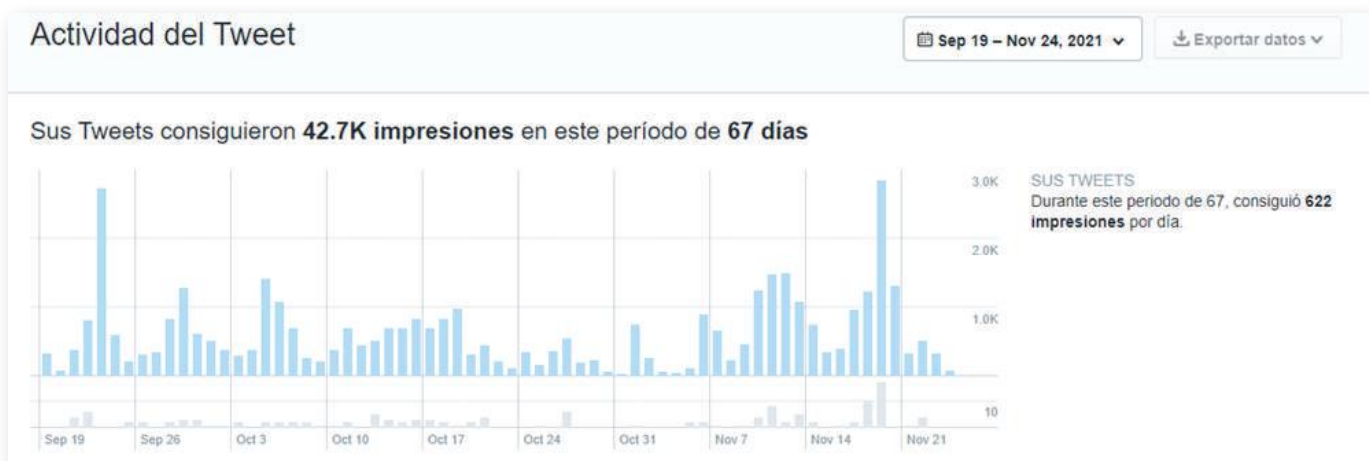 Actividad del Tweet
Sep 19 – Nov 24, 2021
Exportar datos
Sus Tweets consiguieron 42.7K impresiones en este período de 67 días
3.0K
2.0K
1.0K
10
SUS TWEETS
Durante este periodo de 67, consiguió 622
impresiones por día.
Sep 19
Sep 26
Oct 3
Oct 10
Oct 17
Oct 24
Oct 31
Nov 7
Nov 14
Nov 21